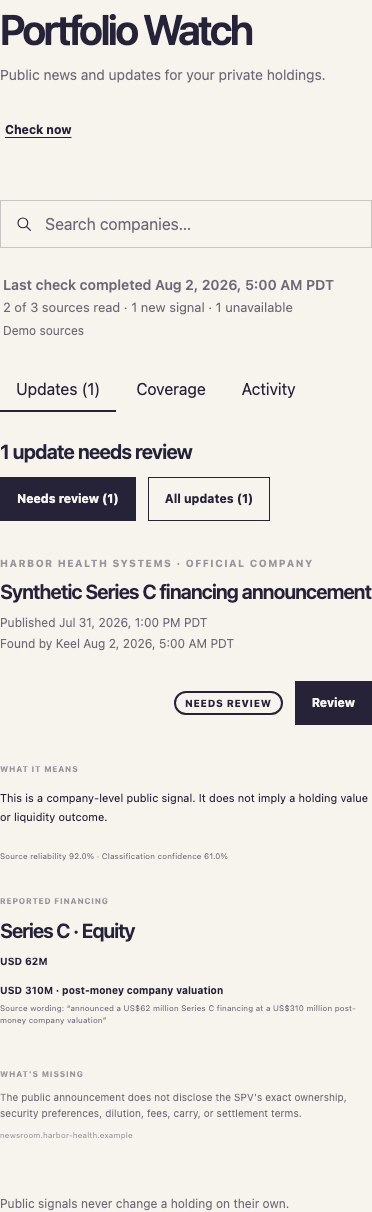 Portfolio Watch
Public news and updates for your private holdings.
Check now
Search companies...
Last check completed Aug 2, 2026, 5:00 AM PDT
2 of 3 sources read · 1 new signal · 1 unavailable
Demo sources
Updates (1) Coverage Activity
1 update needs review
Needs review (1) All updates (1)
HARBOR HEALTH SYSTEMS · OFFICIAL COMPANY
Synthetic Series C financing announcement
Published Jul 31, 2026, 1:00 PM PDT
Found by Keel Aug 2, 2026, 5:00 AM PDT
NEEDS REVIEW Review
WHAT IT MEANS
This is a company-level public signal. It does not imply a holding value
or liquidity outcome.
Source reliability 92.0% · Classification confidence 61.0%
REPORTED FINANCING
Series C · Equity
USD 62M
USD 310M · post-money company valuation
Source wording: “announced a US$62 million Series C financing at a US$310 million post-
money company valuation”
WHAT'S MISSING
The public announcement does not disclose the SPV's exact ownership,
security preferences, dilution, fees, carry, or settlement terms.
newsroom.harbor-health.example
Public signals never change a holding on their own.